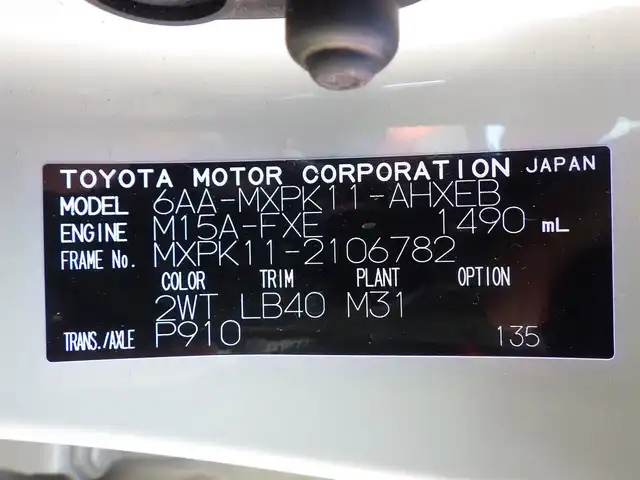 TOYOTA MOTOR CORPORATION JAPAN
MODEL 6AA-MXPK11-AHXEB
ENGINE M15A-FXE 1490 mL
FRAME No. MXPK11-2106782
COLOR TRIM PLANT OPTION
2WT LB40 M31
TRANS./AXLE P910 135